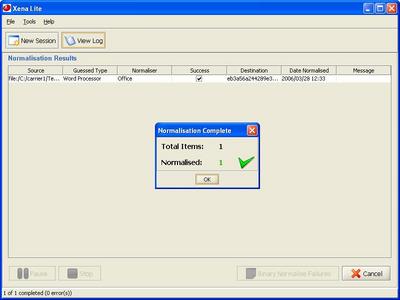 Xena Lite
File Tools Help
New Session View Log
Normalisation Results
Source Guessed Type Normaliser Success Destination Date Normalised Message
file:/C:/carrier1/Te... Word Processor Office eb3a56a244289e3... 2006/03/28 12:33
Normalisation Complete
Total Items: 1
Normalised: 1
OK
Pause Stop Binary Normalise Failures Cancel
1 of 1 completed (0 error(s))